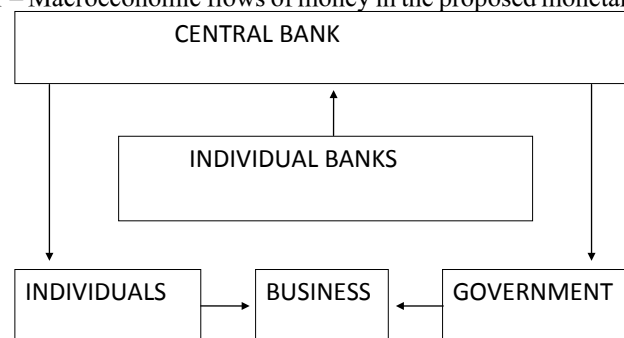 – Macroeconomic flows of money in the proposed
CENTRAL BANK
INDIVIDUAL BANKS
INDIVIDUALS
BUSINESS
GOVERNMENT